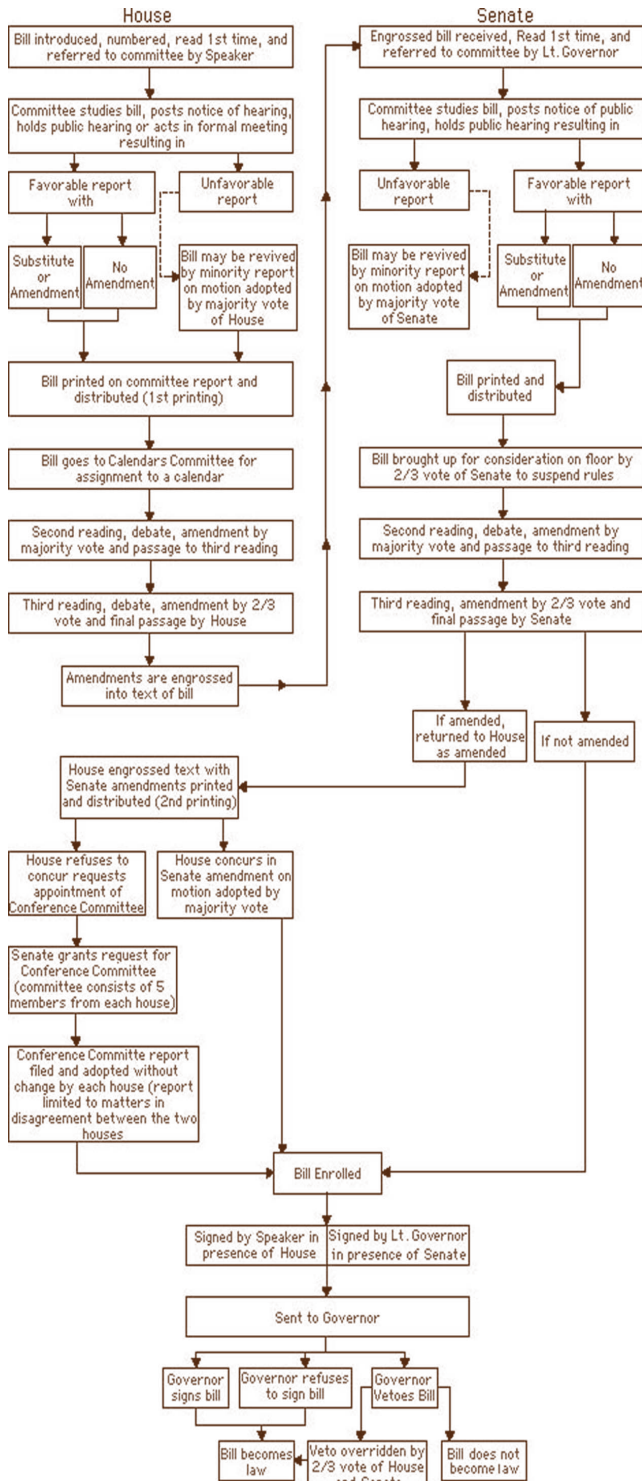 House
Bill introduced, numbered, read 1st time, and
referred to committee by Speaker
Committee studies bill, posts notice of hearing,
holds public hearing or acts in formal meeting
resulting in
Favorable report
with
Unfavorable
report
Substitute
or
Amendment
No
Amendment
Bill may be revived
by minority report
on motion adopted
by majority vote
of House
Bill printed on committee report and
distributed (1st printing)
Bill goes to Calendars Committee for
assignment to a calendar
Second reading, debate, amendment by
majority vote and passage to third reading
Third reading, debate, amendment by 2/3
vote and final passage by House
Amendments are engrossed
into text of bill
Senate
Engrossed bill received, Read 1st time, and
referred to committee by Lt. Governor
Committee studies bill, posts notice of public
hearing, holds public hearing resulting in
Unfavorable
report
Favorable report
with
Bill may be revived
by minority report
on motion adopted
by majority vote
of Senate
Substitute
or
Amendment
No
Amendment
Bill printed and
distributed
Bill brought up for consideration on floor by
2/3 vote of Senate to suspend rules
Second reading, debate, amendment by
majority vote and passage to third reading
Third reading, amendment by 2/3 vote and
final passage by Senate
If amended,
returned to House
as amended
If not amended
House engrossed text with
Senate amendments printed
and distributed (2nd printing)
House refuses to
concur requests
appointment of
Conference Committee
House concurs in
Senate amendment on
motion adopted by
majority vote
Senate grants request for
Conference Committee
(committee consists of 5
members from each house)
Conference Committe report
filed and adopted without
change by each house (report
limited to matters in
disagreement between the two
houses
Bill Enrolled
Signed by Speaker in
presence of House
Signed by Lt. Governor
in presence of Senate
Sent to Governor
Governor
signs bill
Governor refuses
to sign bill
Governor
Vetoes Bill
Bill becomes
law
Veto overridden by
2/3 vote of House
and Senate
Bill does not
become law